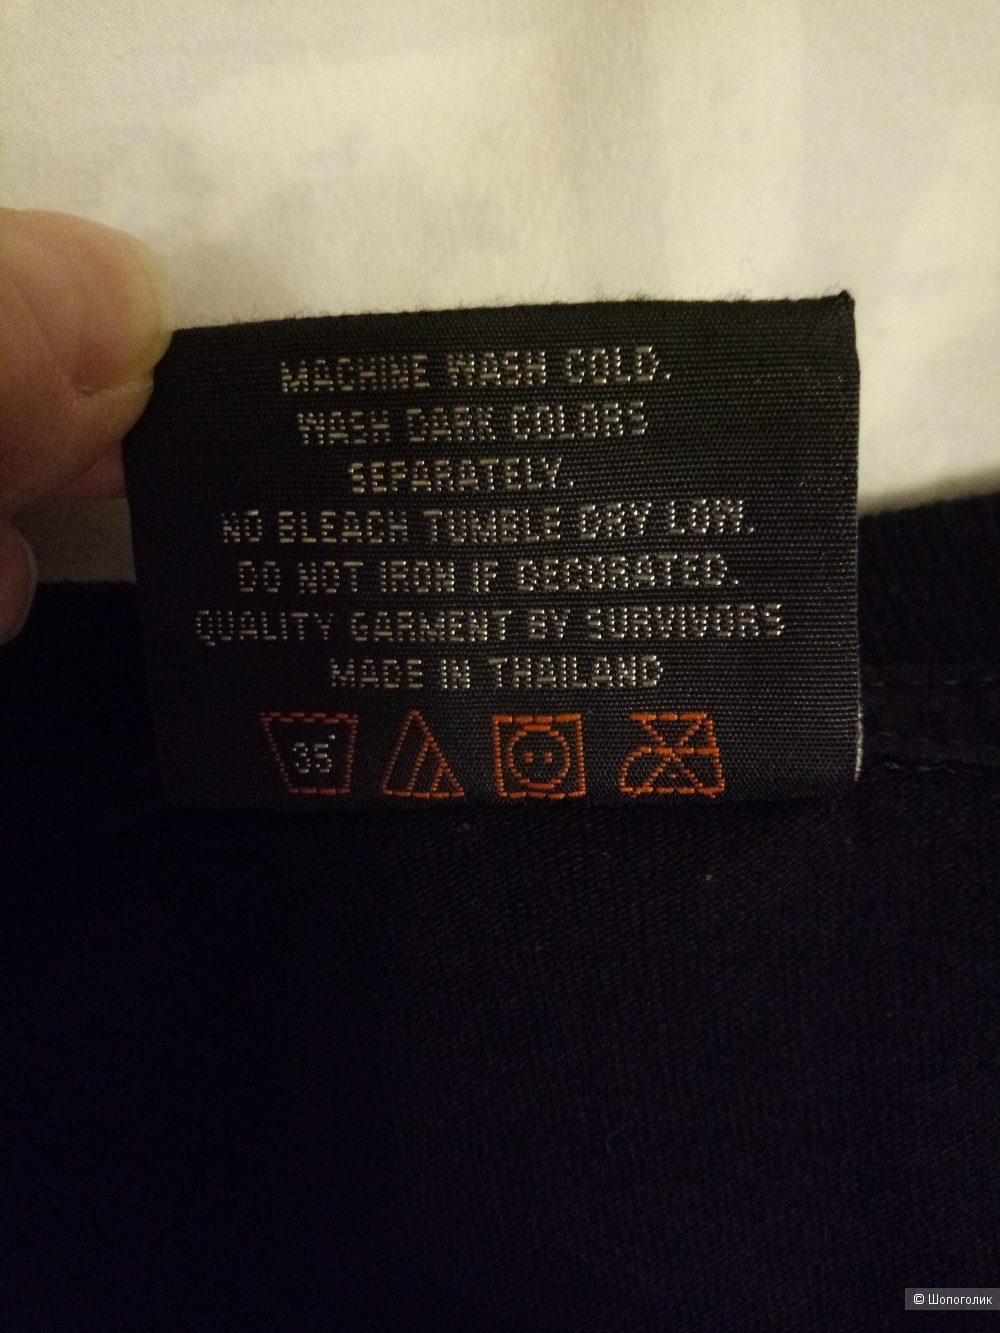 MACHINE WASH COLD.
WASH DARK COLORS
SEPARATELY.
NO BLEACH TUMBLE DRY LOW.
DO NOT IRON IF DECORATED.
QUALITY GARMENT BY SURVIVORS
MADE IN THAILAND
35°
© Шопоголик